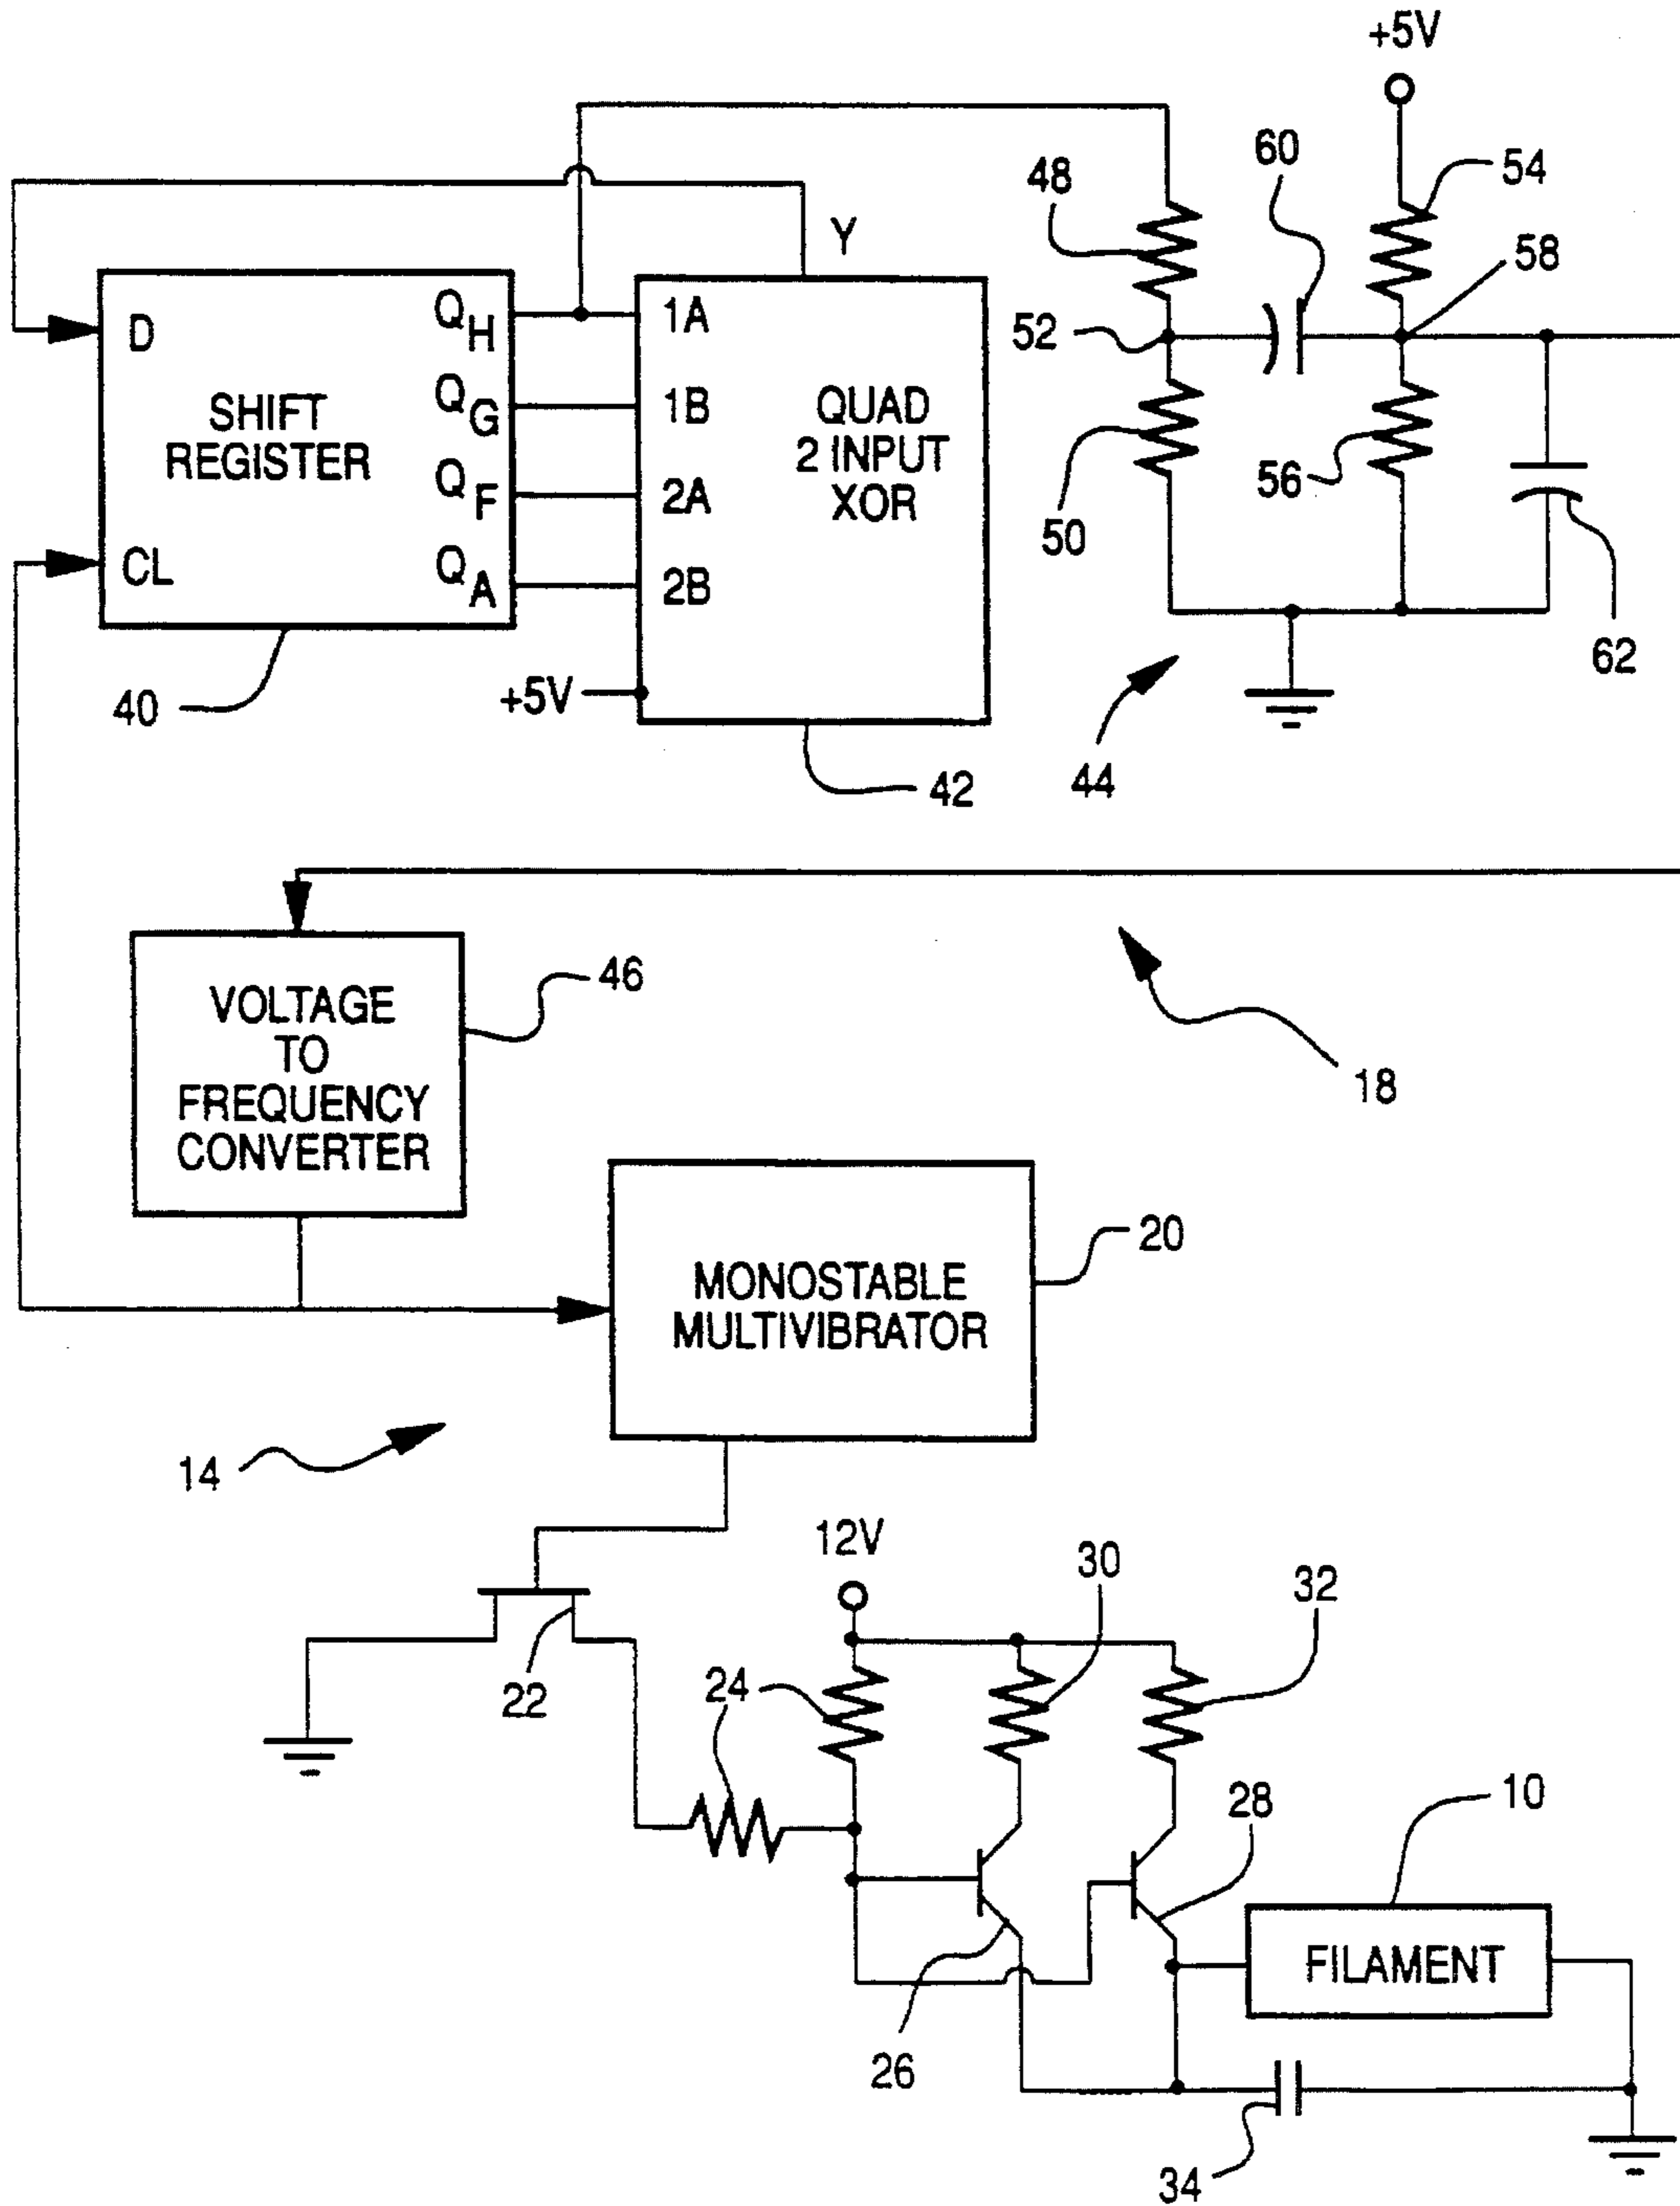 +5V
60
48
54
Y
58
52
D
Q H
1A
SHIFT
REGISTER
Q G
1B
QUAD
2 INPUT
XOR
Q F
2A
56
50
CL
Q A
2B
62
40
+5V
42
44
46
VOLTAGE
TO
FREQUENCY
CONVERTER
18
20
MONOSTABLE
MULTIVIBRATOR
14
12V
30
32
22
24
10
28
FILAMENT
26
34